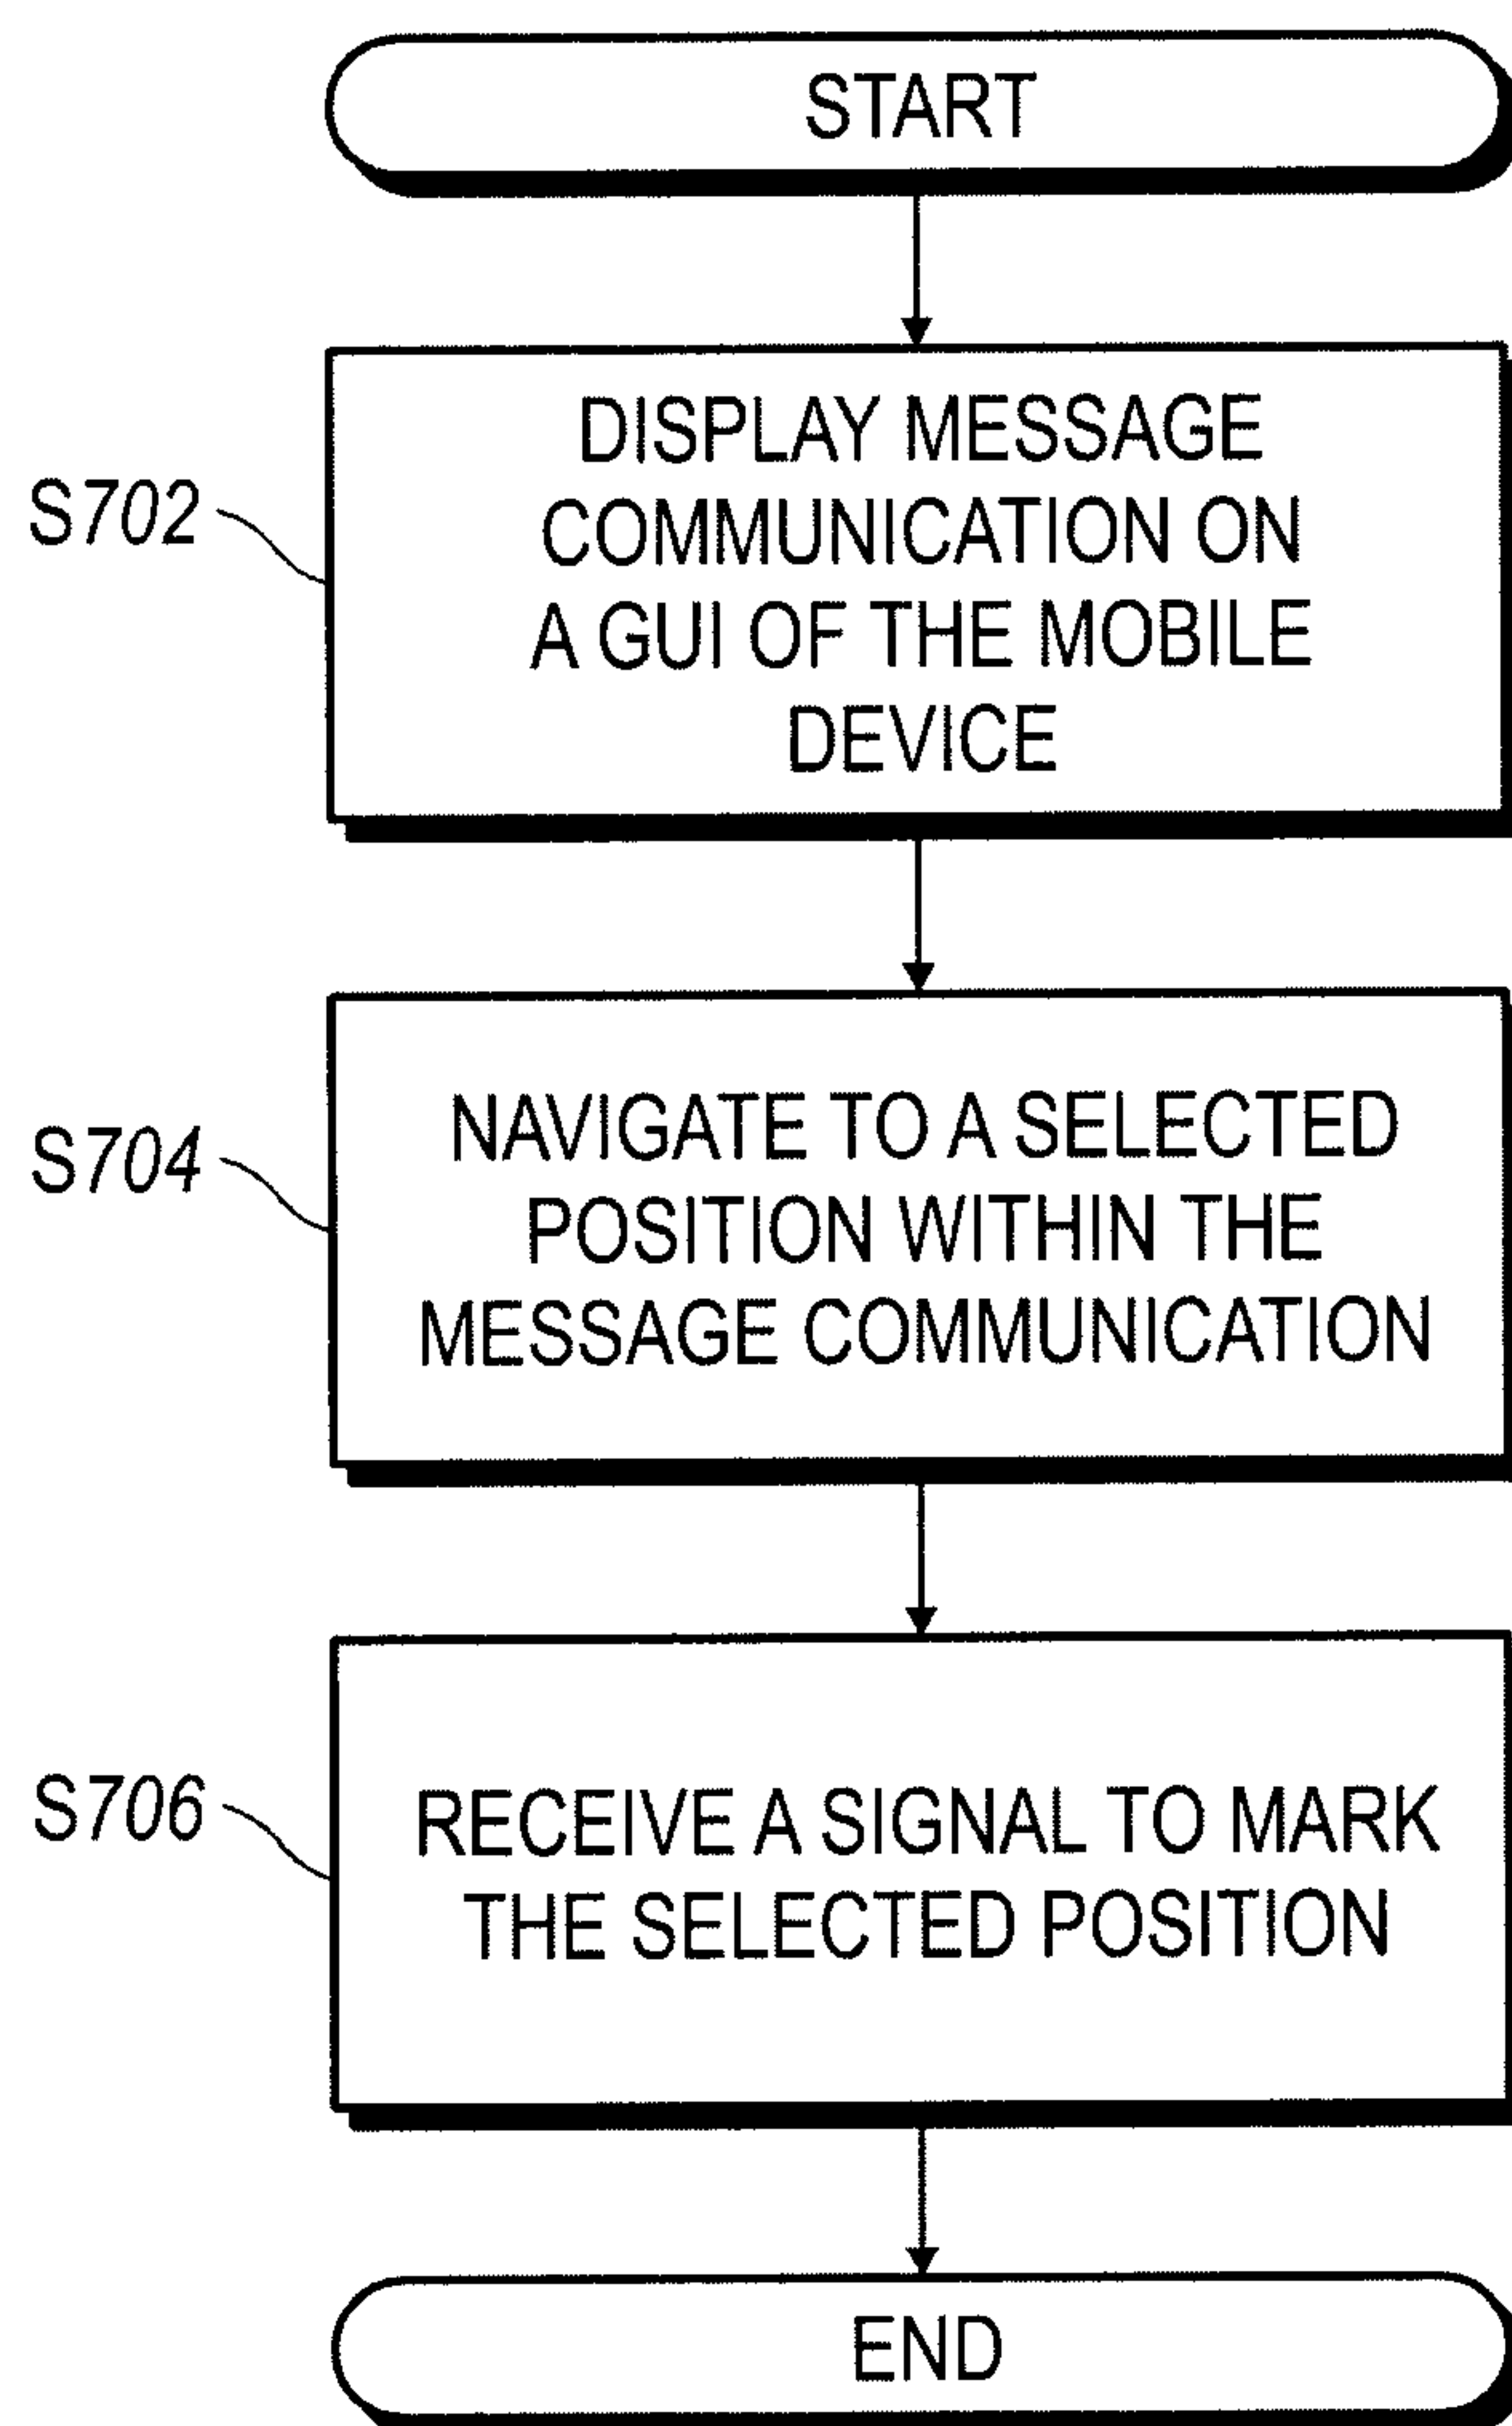 START
S702
DISPLAY MESSAGE
COMMUNICATION ON
A GUI OF THE MOBILE
DEVICE
S704
NAVIGATE TO A SELECTED
POSITION WITHIN THE
MESSAGE COMMUNICATION
S706
RECEIVE A SIGNAL TO MARK
THE SELECTED POSITION
END